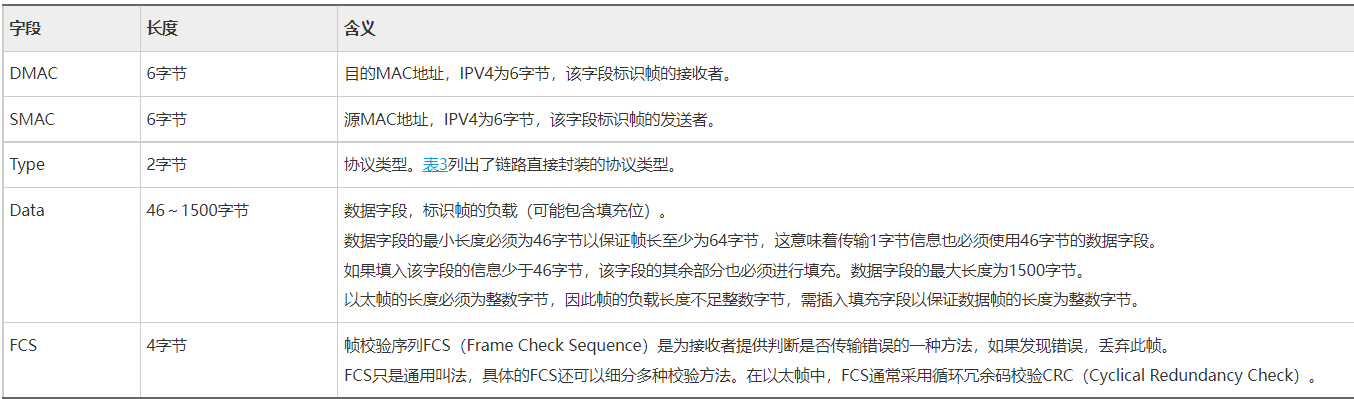 字段 长度 含义
DMAC 6字节 目的MAC地址，IPV4为6字节，该字段标识帧的接收者。
SMAC 6字节 源MAC地址，IPV4为6字节，该字段标识帧的发送者。
Type 2字节 协议类型。表3列出了链路直接封装的协议类型。
Data 46～1500字节 数据字段，标识帧的负载（可能包含填充位）。
数据字段的最小长度必须为46字节以保证帧长至少为64字节，这意味着传输1字节信息也必须使用46字节的数据字段。
如果填入该字段的信息少于46字节，该字段的其余部分也必须进行填充。数据字段的最大长度为1500字节。
以太帧的长度必须为整数字节，因此帧的负载长度不足整数字节，需插入填充字段以保证数据帧的长度为整数字节。
FCS 4字节 帧校验序列FCS（Frame Check Sequence）是为接收者提供判断是否传输错误的一种方法，如果发现错误，丢弃此帧。
FCS只是通用叫法，具体的FCS还可以细分多种校验方法。在以太帧中，FCS通常采用循环冗余码校验CRC（Cyclical Redundancy Check）。